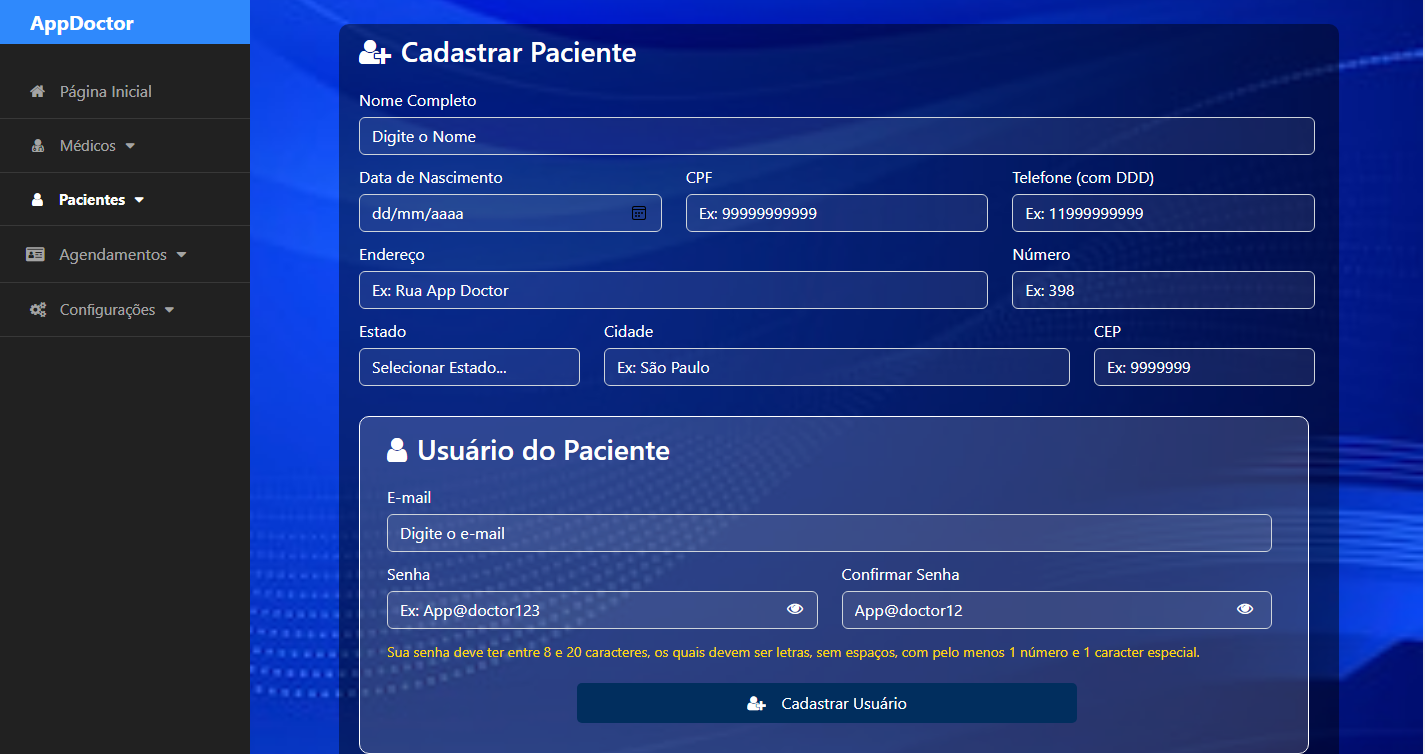 AppDoctor
Página Inicial
Médicos
Pacientes
Agendamentos
Configurações
Cadastrar Paciente
Nome Completo
Digite o Nome
Data de Nascimento CPF Telefone (com DDD)
dd/mm/aaaa Ex: 99999999999 Ex: 11999999999
Endereço Número
Ex: Rua App Doctor Ex: 398
Estado Cidade CEP
Selecionar Estado... Ex: São Paulo Ex: 9999999
Usuário do Paciente
E-mail
Digite o e-mail
Senha Confirmar Senha
Ex: App@doctor123 App@doctor12
Sua senha deve ter entre 8 e 20 caracteres, os quais devem ser letras, sem espaços, com pelo menos 1 número e 1 caracter especial.
Cadastrar Usuário